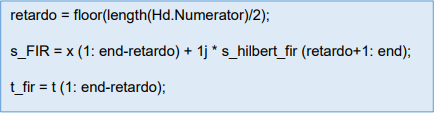 retardo = floor(length(Hd.Numerator)/2);
s_FIR = x (1: end-retardo) + 1j * s_hilbert_fir (retardo+1: end);
t_fir = t (1: end-retardo);